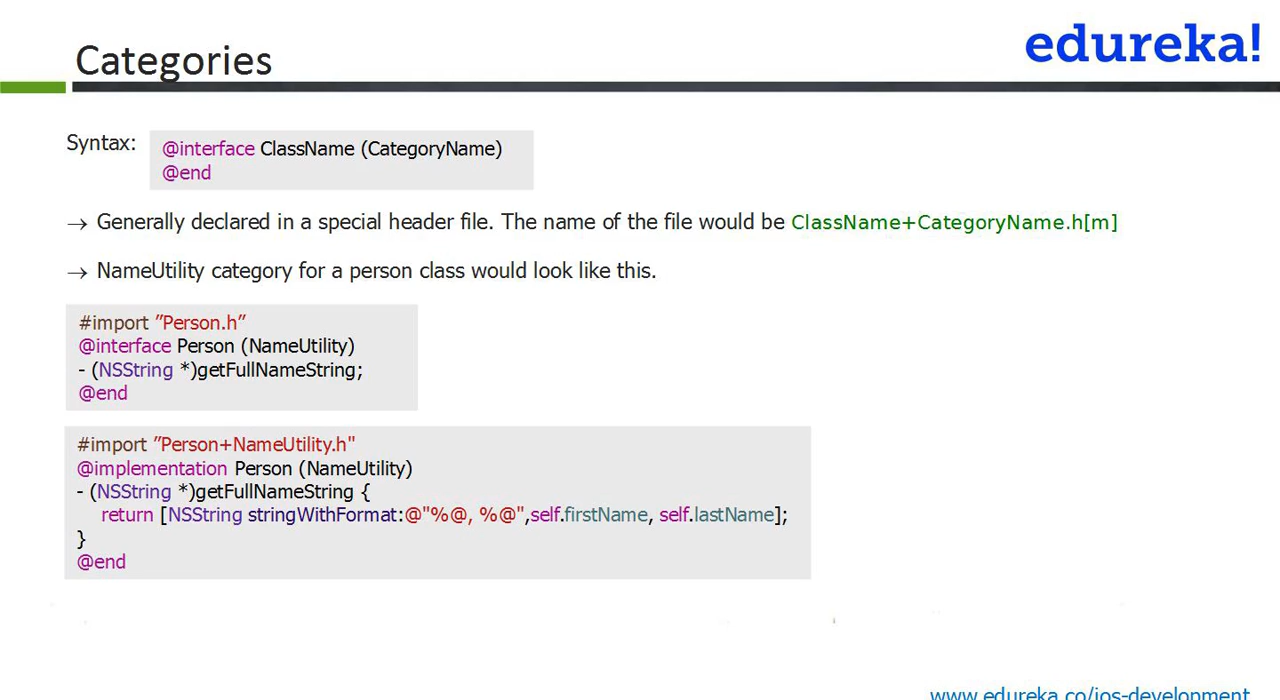 Categories
edureka!
Syntax:
@interface ClassName (CategoryName)
@end
→ Generally declared in a special header file. The name of the file would be ClassName+CategoryName.h[m]
→ NameUtility category for a person class would look like this.
#import ”Person.h”
@interface Person (NameUtility)
- (NSString *)getFullNameString;
@end
#import ”Person+NameUtility.h"
@implementation Person (NameUtility)
- (NSString *)getFullNameString {
return [NSString stringWithFormat:@"%@, %@",self.firstName, self.lastName];
}
@end
www.edureka.co/ios-development